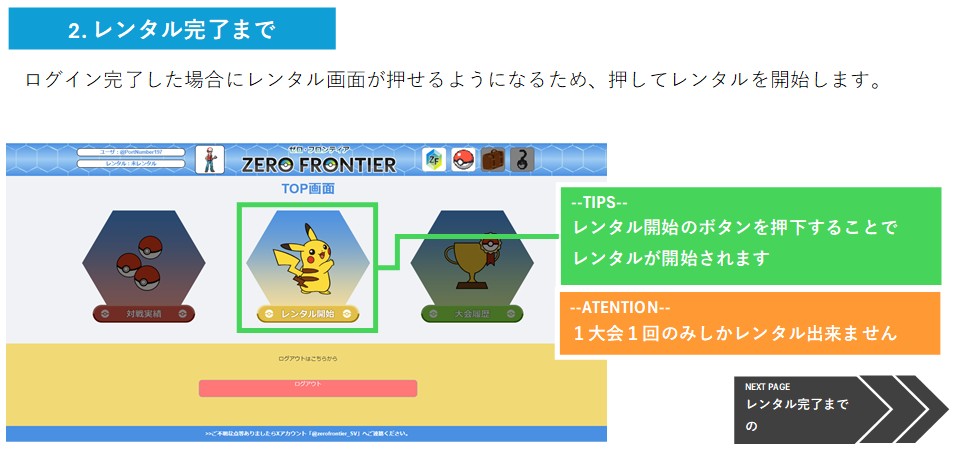 2. レンタル完了まで
ログイン完了した場合にレンタル画面が押せるようになるため、押してレンタルを開始します。
ユーザ：@PortNumber197
レンタル：未レンタル
ゼロ・フロンティア
ZERO FRONTIER
ZF
TOP画面
対戦実績
レンタル開始
大会履歴
--TIPS--
レンタル開始のボタンを押下することで
レンタルが開始されます
--ATENTION--
１大会１回のみしかレンタル出来ません
ログアウトはこちらから
ログアウト
>>ご不明な点等ありましたらXアカウント「@zerofrontier_SV」へご連絡ください。
NEXT PAGE
レンタル完了まで
の